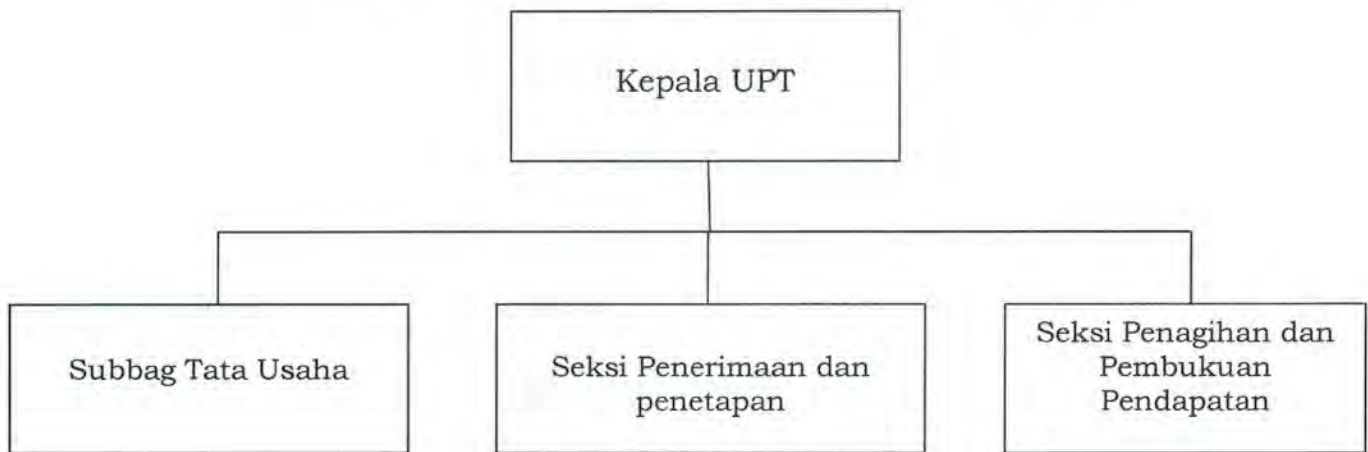 Kepala UPT
Subbag Tata Usaha
Seksi Penerimaan dan
penetapan
Seksi Penagihan dan
Pembukuan
Pendapatan